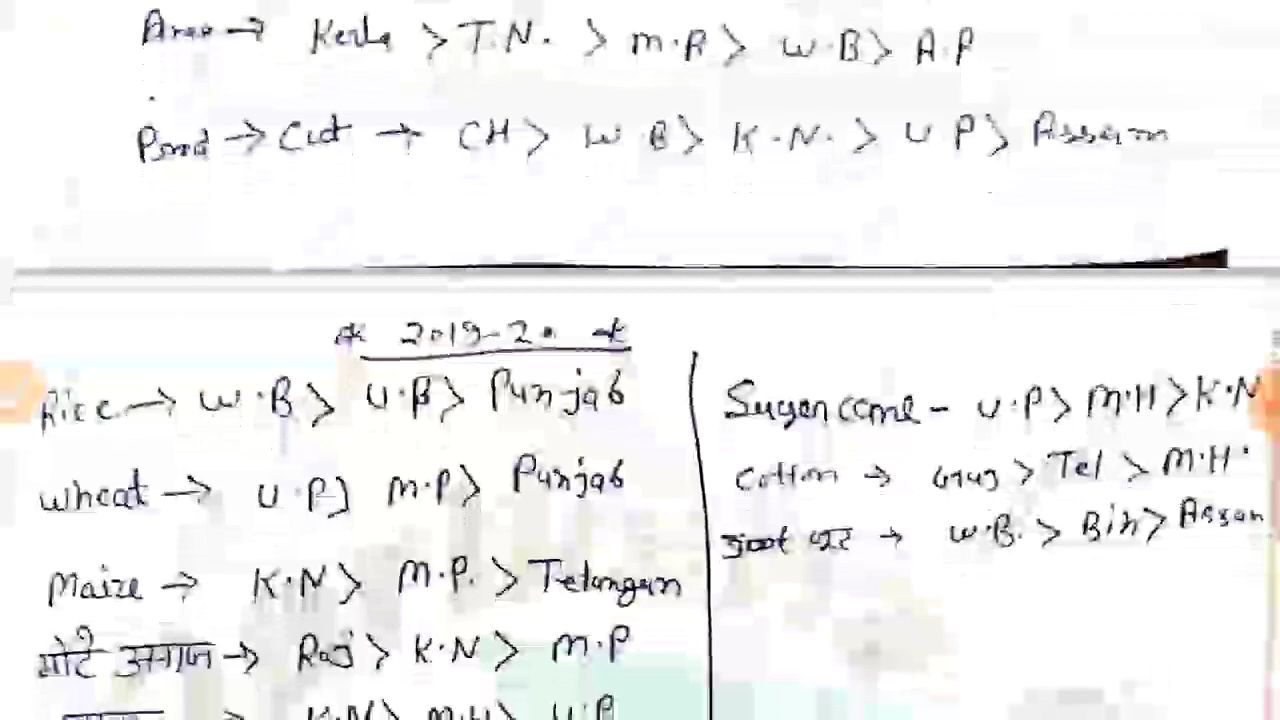 Area → Kerla > T.N. > M.P > W.B > A.P
Prod → Cut → CH > W.B > K.N. > U P > Assam
* 2019-20 *
Rice → W.B > U.P > Punjab
Wheat → U.P > M.P > Punjab
Maize → K.N > M.P. > Telangan
मोटे अनाज → Raj > K.N > M.P
→ K.N > M.H > U.P
Sugarcane - U.P > M.H > K.N
Cotton → Guj > Tel > M.H.
→ W.B. > Bih > Assam